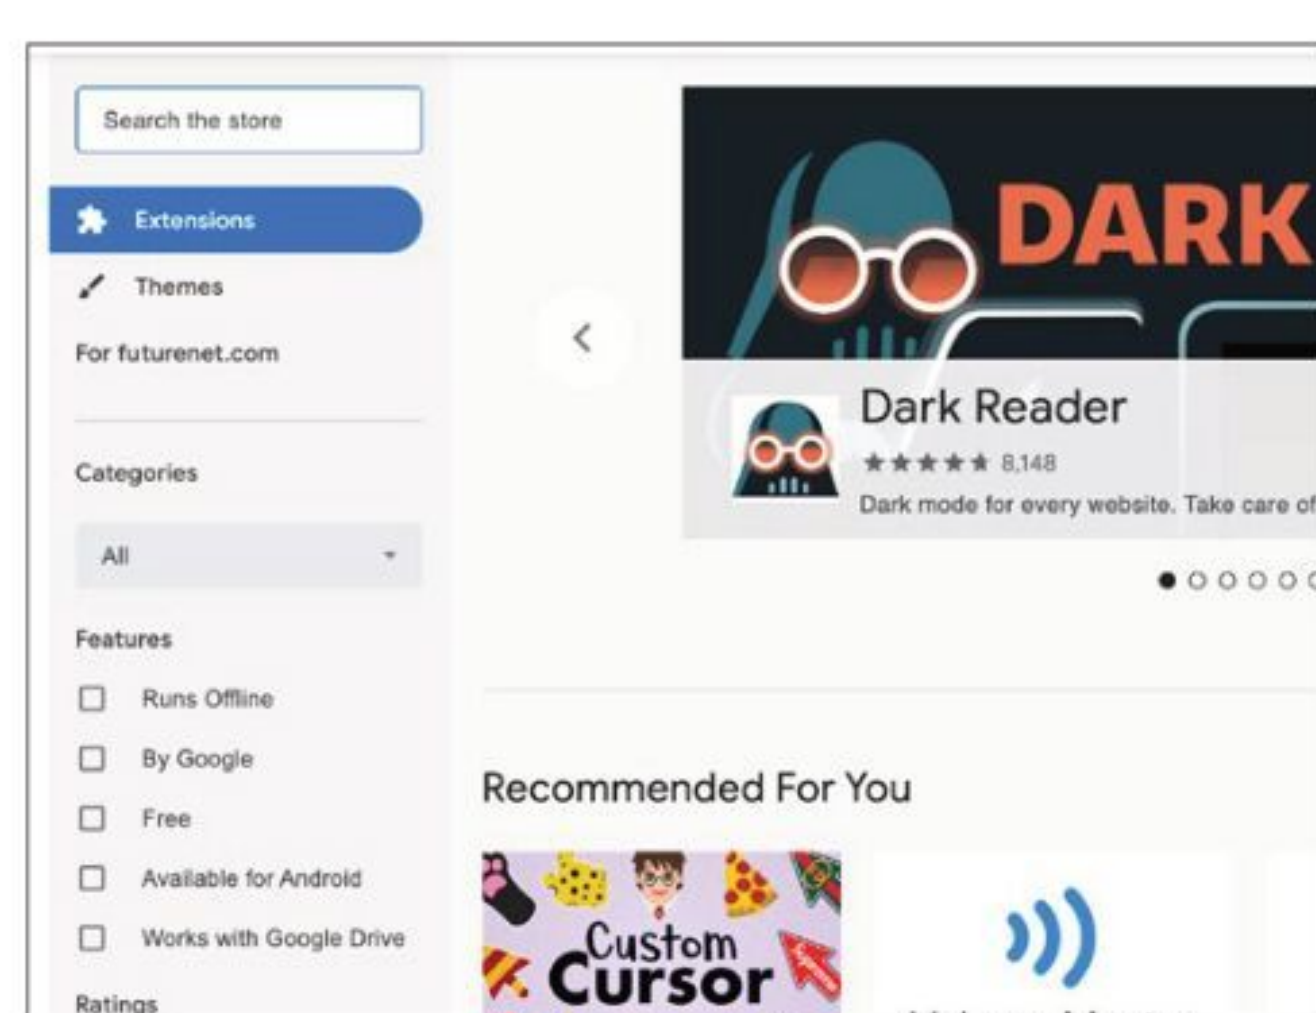 Search the store
Extensions
Themes
For futurenet.com
Categories
All
Features
Runs Offline
By Google
Free
Available for Android
Works with Google Drive
Ratings
DARK
Dark Reader
8,148
Dark mode for every website. Take care of
Recommended For You
Custom
Cursor
Supreme